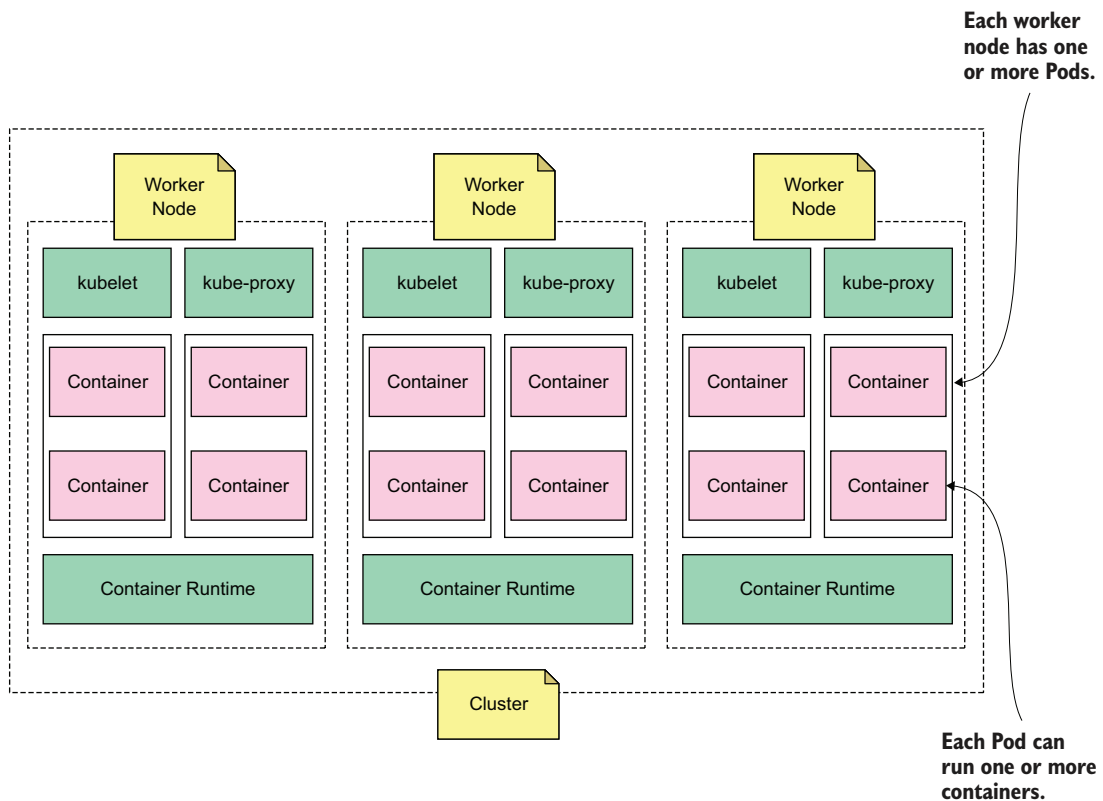 Each worker
node has one
or more Pods.
Worker
Node
Worker
Node
Worker
Node
kubelet
kube-proxy
kubelet
kube-proxy
kubelet
kube-proxy
Container
Container
Container
Container
Container
Container
Container
Container
Container
Container
Container
Container
Container Runtime
Container Runtime
Container Runtime
Cluster
Each Pod can
run one or more
containers.